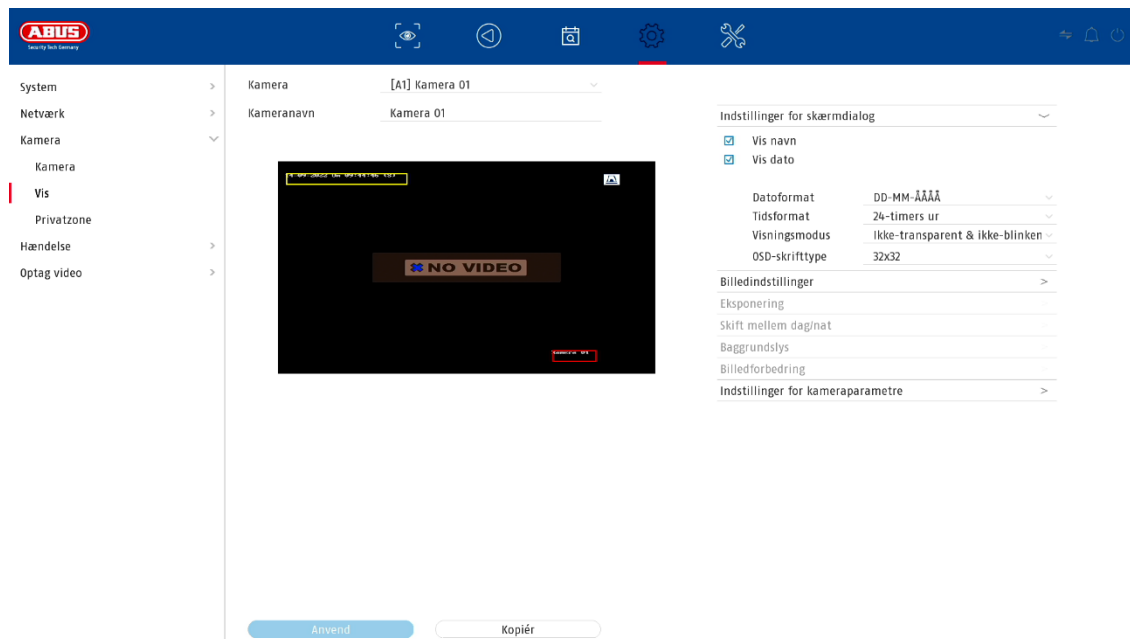 ABUS
Security Tech Germany
System
Netværk
Kamera
Kamera
Vis
Privatzone
Hændelse
Optag video
Kamera [A1] Kamera 01
Kameranavn Kamera 01
NO VIDEO
Indstillinger for skærmdialog
Vis navn
Vis dato
Datoformat DD-MM-ÅÅÅÅ
Tidsformat 24-timers ur
Visningsmodus Ikke-transparent & ikke-blinken
OSD-skrifttype 32x32
Billedindstillinger
Eksponering
Skift mellem dag/nat
Baggrundslys
Billedforbedring
Indstillinger for kameraparametre
Anvend
Kopiér